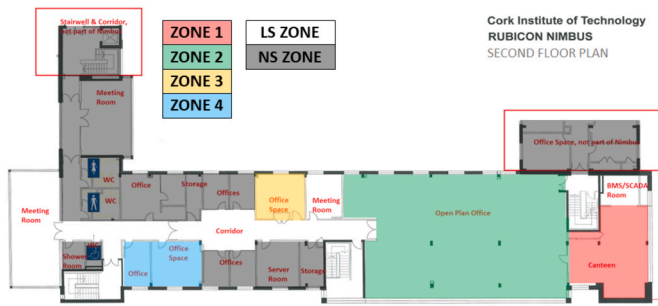 Stairwell & Corridor,
not part of Nimbus
ZONE 1
LS ZONE
ZONE 2
NS ZONE
ZONE 3
ZONE 4
Cork Institute of Technology
RUBICON NIMBUS
SECOND FLOOR PLAN
Meeting
Room
Office Space, not part of Nimbus
WC
WC
Office
Storage
Offices
Office
Space
Meeting
Room
Open Plan Office
BMS/SCADA
Room
Meeting
Room
Corridor
Shower
Room
WC
Office
Office
Space
Offices
Server
Room
Storage
Canteen